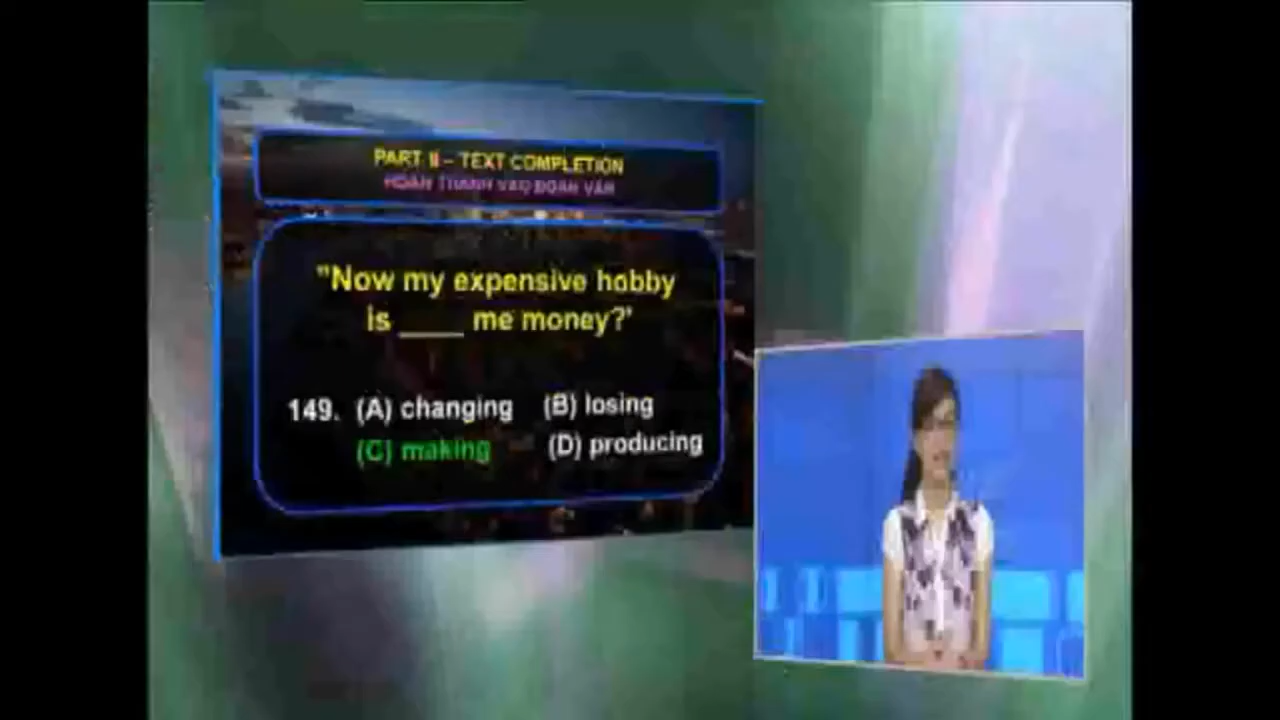 PART II – TEXT COMPLETION
HOÀN THÀNH VÀO ĐOẠN VĂN
"Now my expensive hobby
is ____ me money?'
149. (A) changing (B) losing
(C) making (D) producing